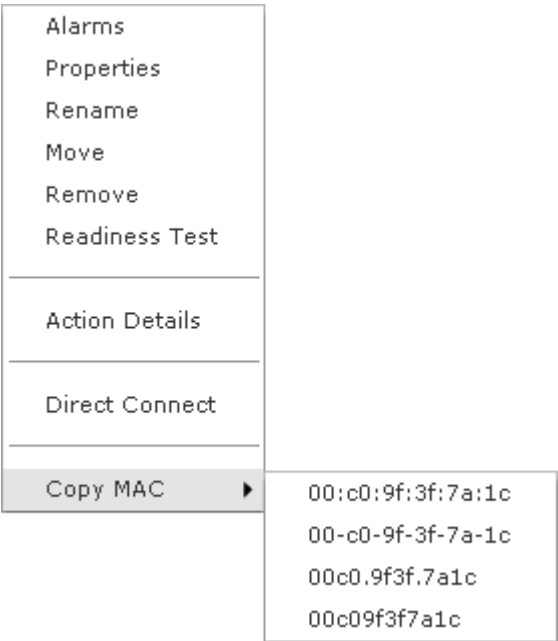 Alarms
Properties
Rename
Move
Remove
Readiness Test
Action Details
Direct Connect
Copy MAC
00:c0:9f:3f:7a:1c
00-c0-9f-3f-7a-1c
00c0.9f3f.7a1c
00c09f3f7a1c